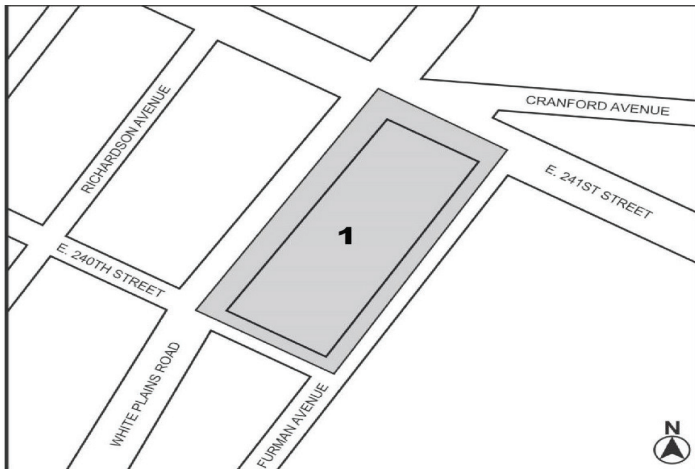 CRANFORD AVENUE
RICHARDSON AVENUE
E. 241ST STREET
1
E. 240TH STREET
WHITE PLAINS ROAD
FURMAN AVENUE
N